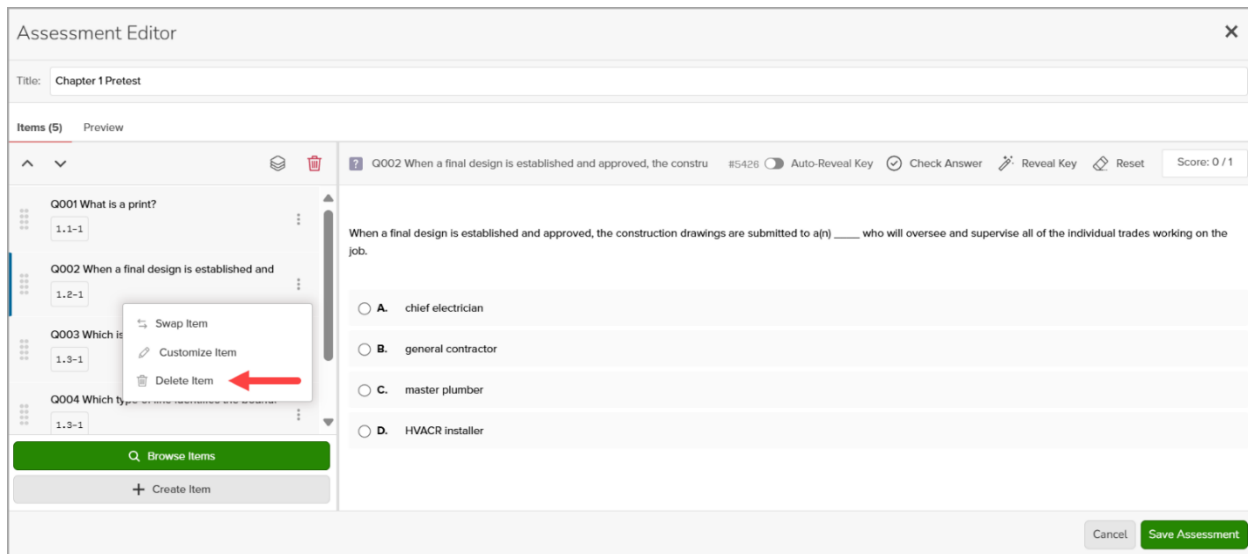 Assessment Editor
Title: Chapter 1 Pretest
Items (5) Preview
Q002 When a final design is established and approved, the constru #5426 Auto-Reveal Key Check Answer Reveal Key Reset Score: 0 / 1
Q001 What is a print?
1.1-1
Q002 When a final design is established and
1.2-1
Swap Item
Customize Item
Delete Item
Q003 Which is
1.3-1
Q004 Which type of line identifies the
1.3-1
Browse Items
Create Item
When a final design is established and approved, the construction drawings are submitted to a(n) ____ who will oversee and supervise all of the individual trades working on the
job.
A. chief electrician
B. general contractor
C. master plumber
D. HVACR installer
Cancel Save Assessment